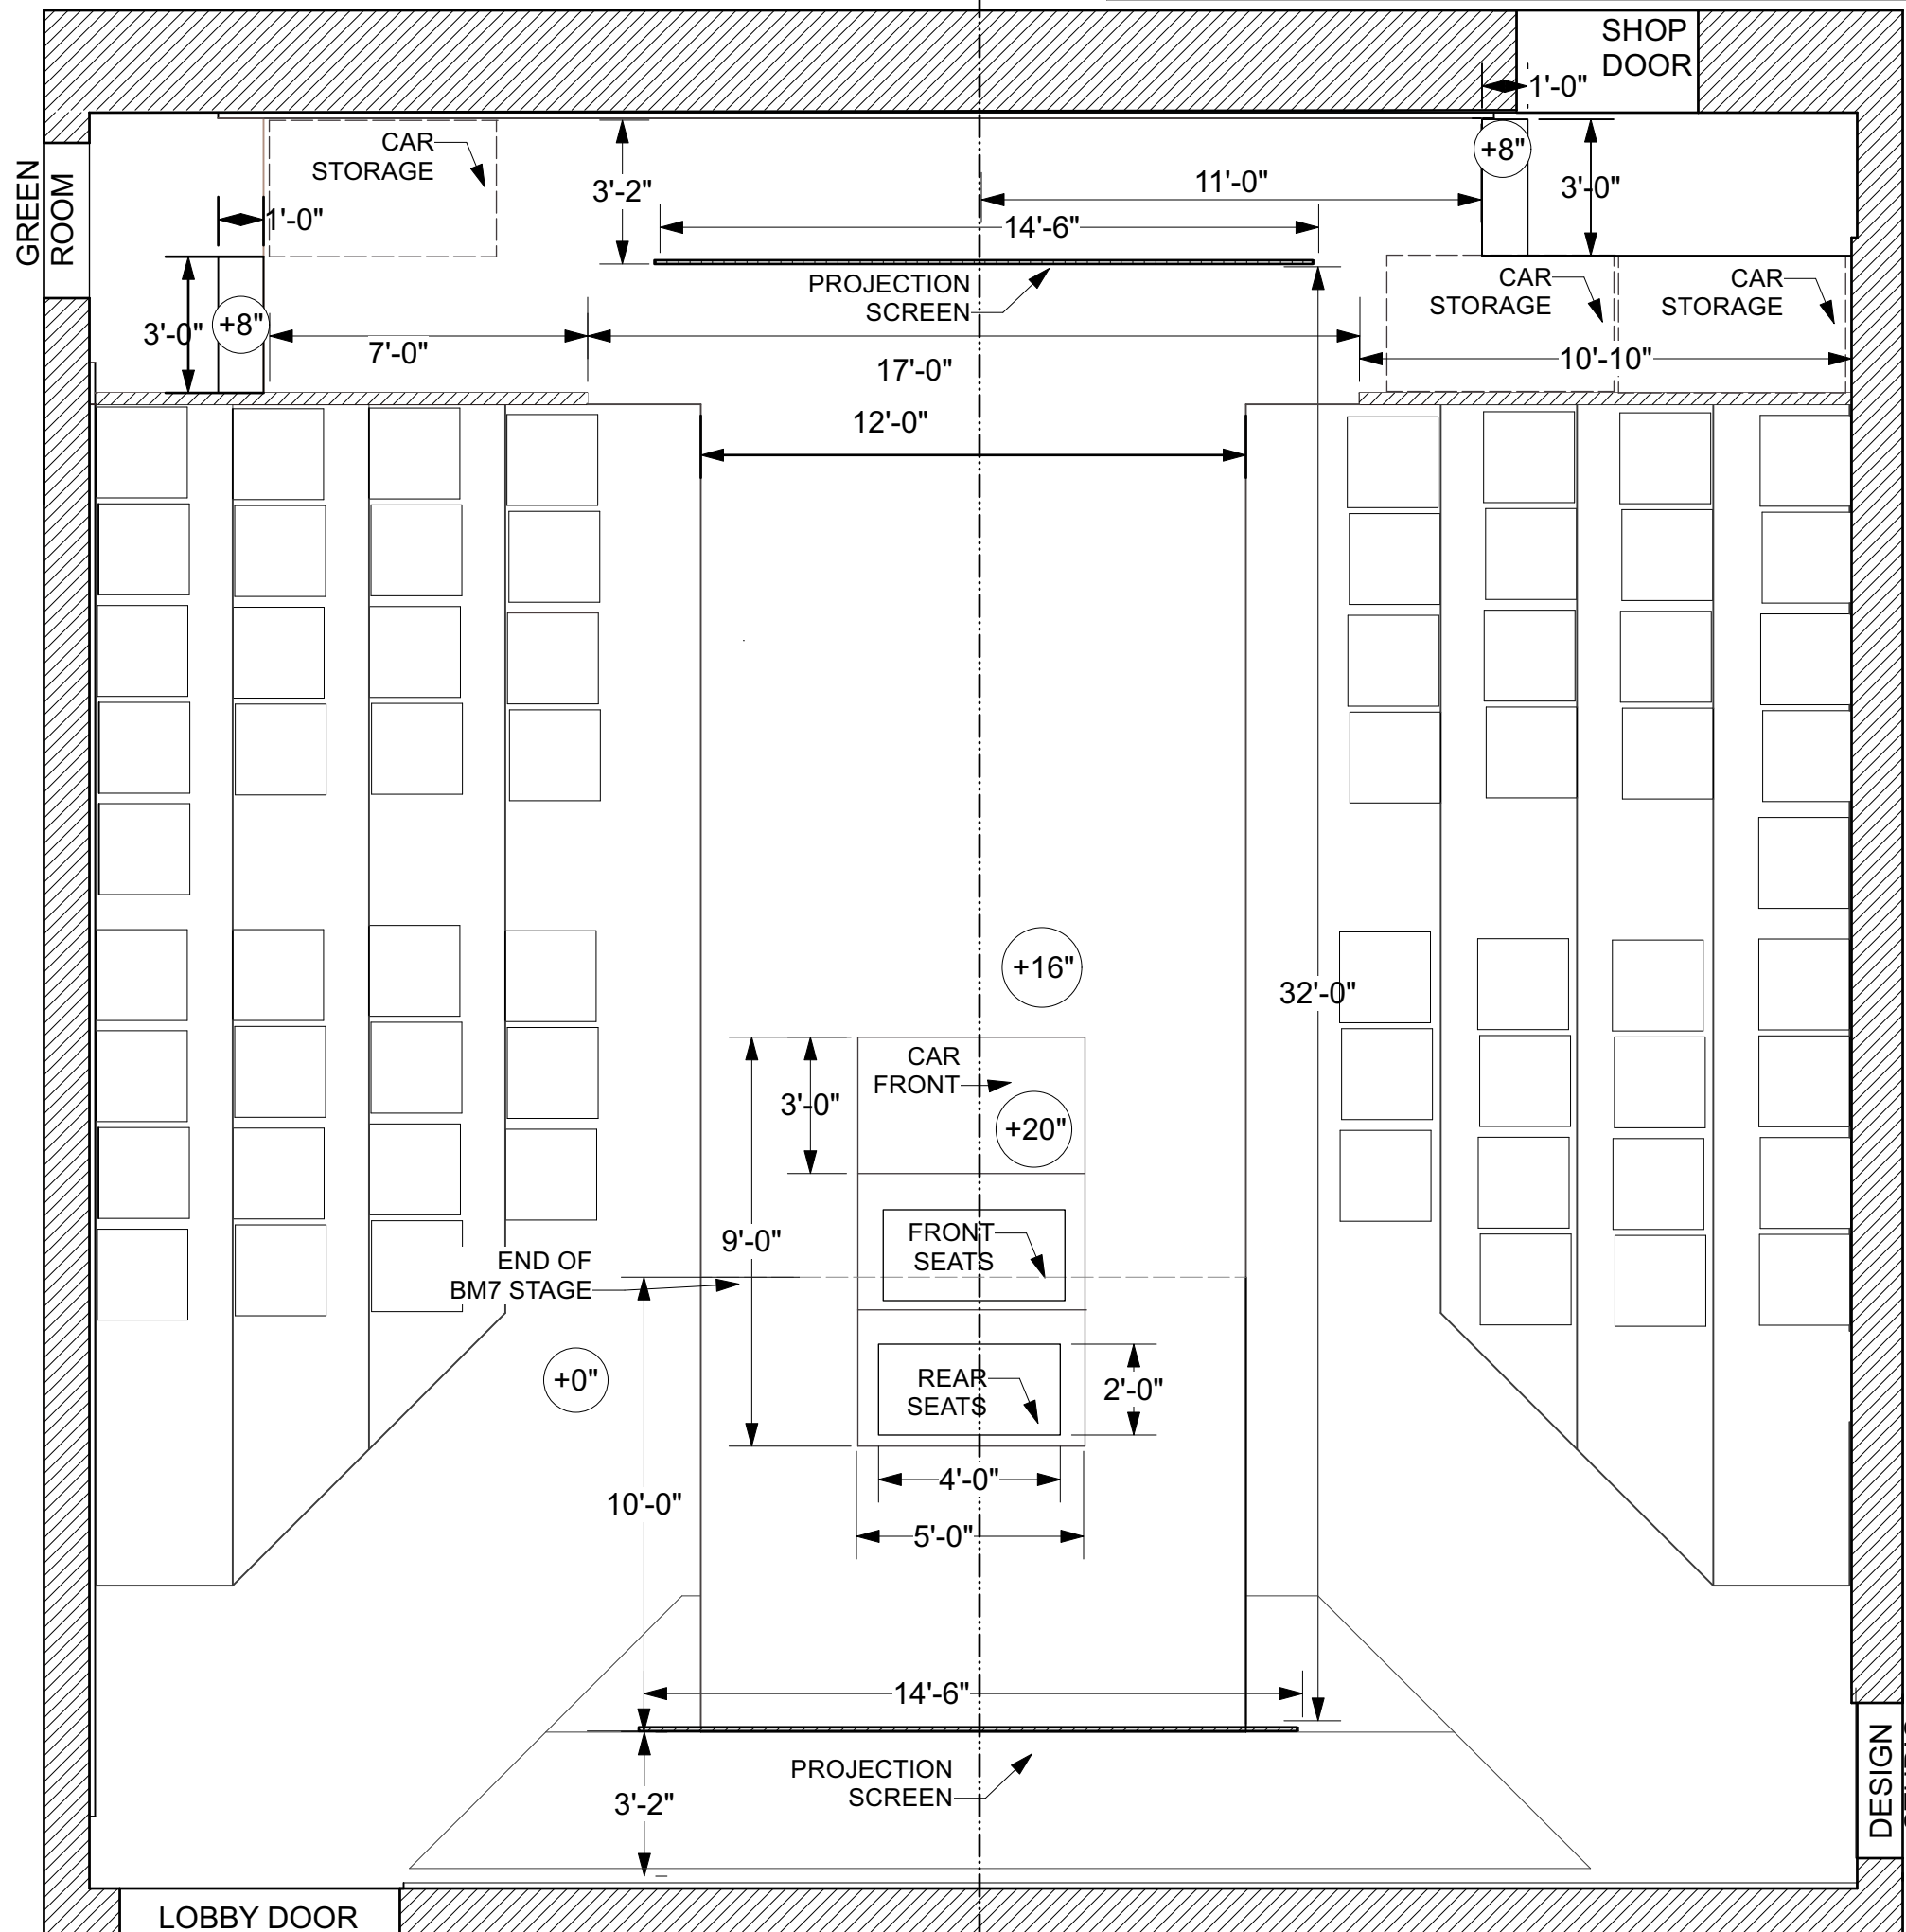 SHOP
DOOR
1'-0"
CAR
STORAGE
+8"
GREEN
ROOM
3'-2"
11'-0"
3'-0"
1'-0"
14'-6"
PROJECTION
SCREEN
CAR
STORAGE
CAR
STORAGE
3'-0"
+8"
7'-0"
17'-0"
10'-10"
12'-0"
+16"
32'-0"
CAR
FRONT
3'-0"
+20"
9'-0"
FRONT
SEATS
END OF
BM7 STAGE
+0"
REAR
SEATS
2'-0"
4'-0"
10'-0"
5'-0"
14'-6"
PROJECTION
SCREEN
3'-2"
DESIGN
LOBBY DOOR